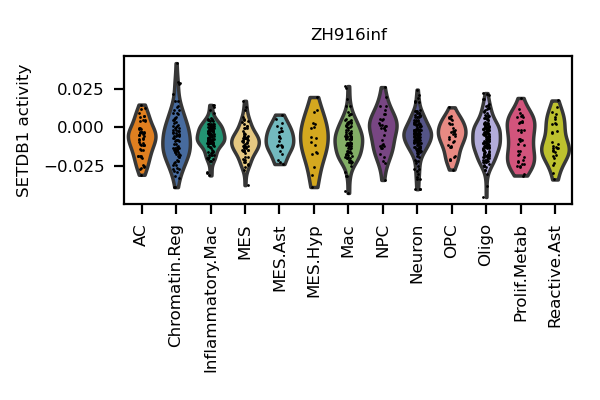 ZH916inf
SETDB1 activity
0.025
0.000
−0.025
AC
Chromatin.Reg
Inflammatory.Mac
MES
MES.Ast
MES.Hyp
Mac
NPC
Neuron
OPC
Oligo
Prolif.Metab
Reactive.Ast